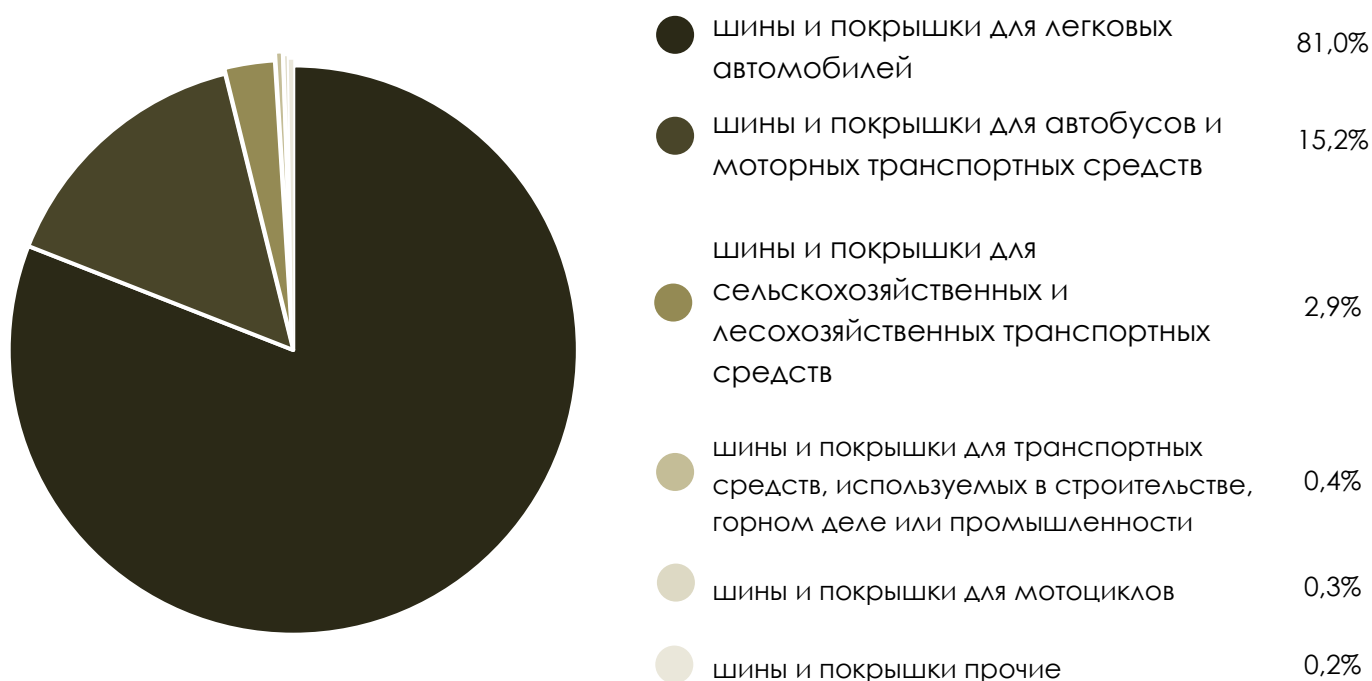 шины и покрышки для легковых
автомобилей
81,0%
шины и покрышки для автобусов и
моторных транспортных средств
15,2%
шины и покрышки для
сельскохозяйственных и
лесохозяйственных транспортных
средств
2,9%
шины и покрышки для транспортных
средств, используемых в строительстве,
горном деле или промышленности
0,4%
шины и покрышки для мотоциклов
0,3%
шины и покрышки прочие
0,2%